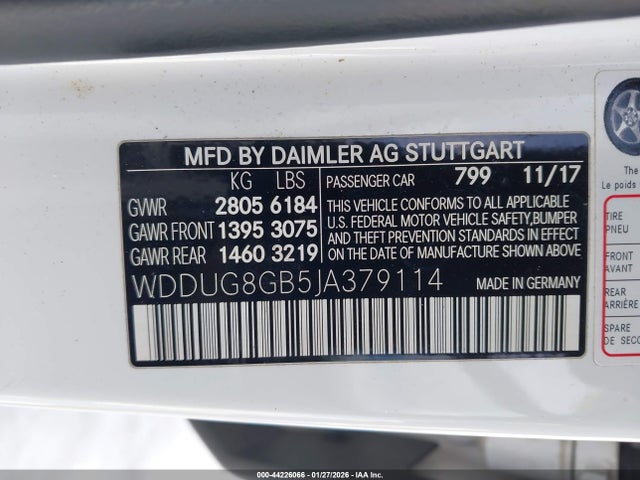 MFD BY DAIMLER AG STUTTGART
KG LBS
GVWR 2805 6184
GAWR FRONT 1395 3075
GAWR REAR 1460 3219
PASSENGER CAR 799 11/17
THIS VEHICLE CONFORMS TO ALL APPLICABLE
U.S. FEDERAL MOTOR VEHICLE SAFETY,BUMPER
AND THEFT PREVENTION STANDARDS IN EFFECT
ON THE DATE OF MANUFACTURE SHOWN ABOVE
WDDUG8GB5JA379114
MADE IN GERMANY
The
Le poids
TIRE
PNEU
FRONT
AVANT
REAR
ARRIÈRE
SPARE
DE SECO
000-44226066 - 01/27/2026 - IAA Inc.